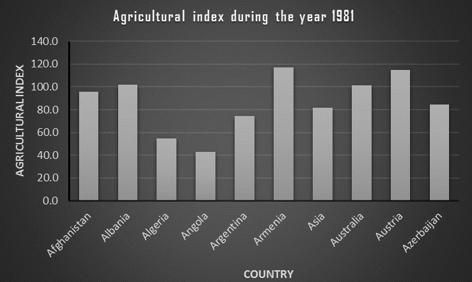 Agricultural index during the year 1981
AGRICULTURAL INDEX
140.0
120.0
100.0
80.0
60.0
40.0
20.0
0.0
Afghanistan
Albania
Algeria
Angola
Argentina
Armenia
Asia
Australia
Austria
Azerbaijan
COUNTRY